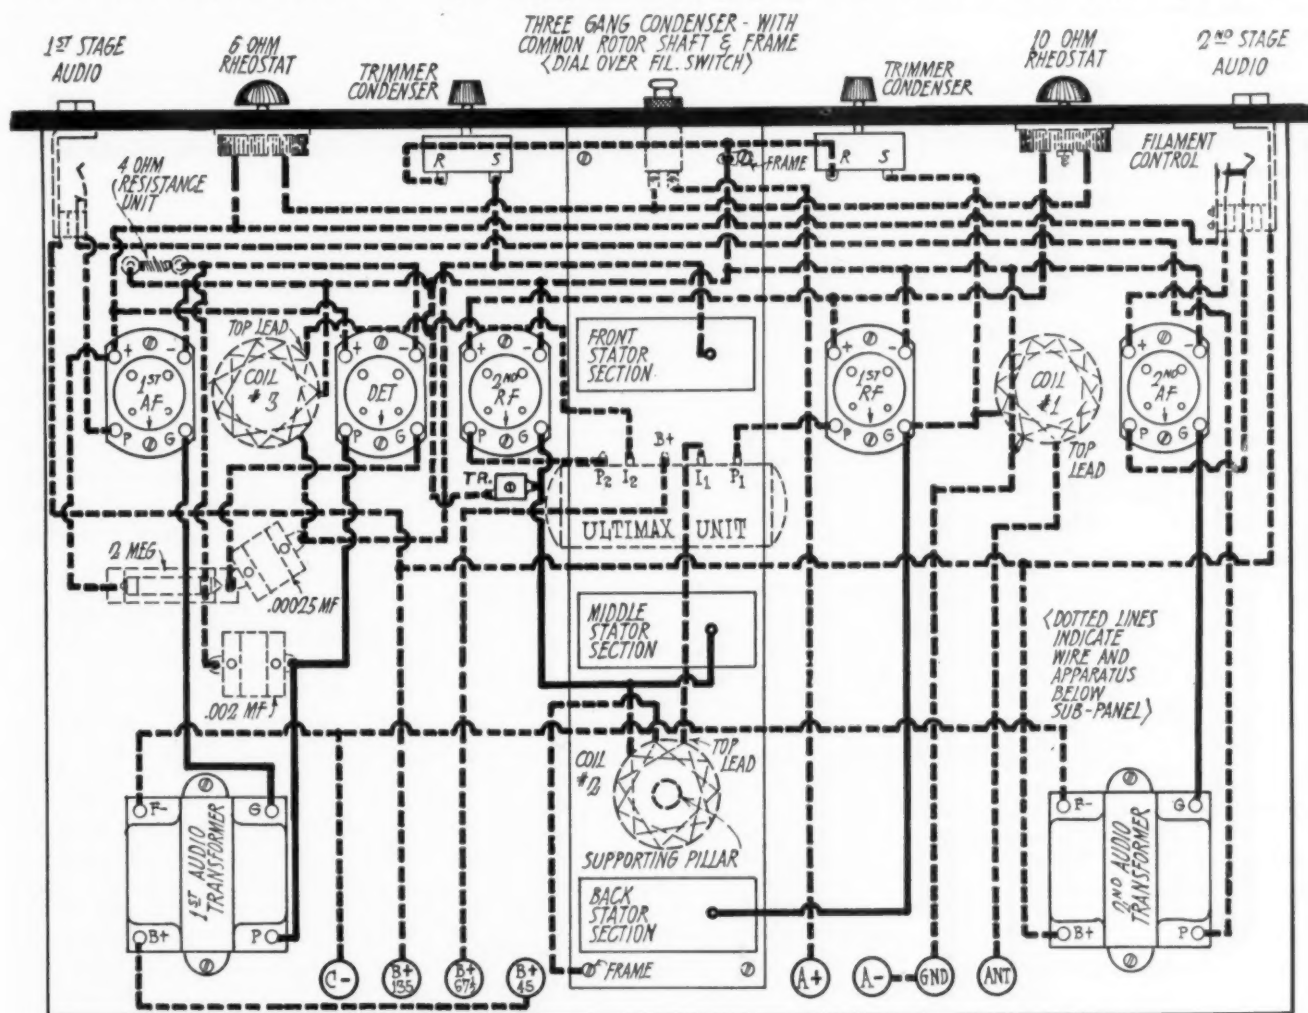 1ST STAGE
AUDIO
6 OHM
RHEOSTAT
TRIMMER
CONDENSER
THREE GANG CONDENSER - WITH
COMMON ROTOR SHAFT & FRAME
<DIAL OVER FIL. SWITCH>
TRIMMER
CONDENSER
10 OHM
RHEOSTAT
2ND STAGE
AUDIO
4 OHM
RESISTANCE
UNIT
R S
FRAME
R S
FILAMENT
CONTROL
TOP LEAD
FRONT
STATOR
SECTION
+ -
1ST
AF
P G
COIL
# 3
+ -
DET
P G
+ -
2ND
RF
P G
+ -
1ST
RF
P G
COIL
#1
TOP
LEAD
+ -
2ND
AF
P G
TR.
P2 I2 B+ I1 P1
ULTIMAX UNIT
2 MEG
.00025 MF
.002 MF
MIDDLE
STATOR
SECTION
<DOTTED LINES
INDICATE
WIRE AND
APPARATUS
BELOW
SUB-PANEL>
COIL
#2
TOP
LEAD
SUPPORTING PILLAR
F- G
1ST AUDIO
TRANSFORMER
B+ P
BACK
STATOR
SECTION
F- G
2ND AUDIO
TRANSFORMER
B+ P
FRAME
C-
B+
135
B+
67½
B+
45
A+
A-
GND
ANT